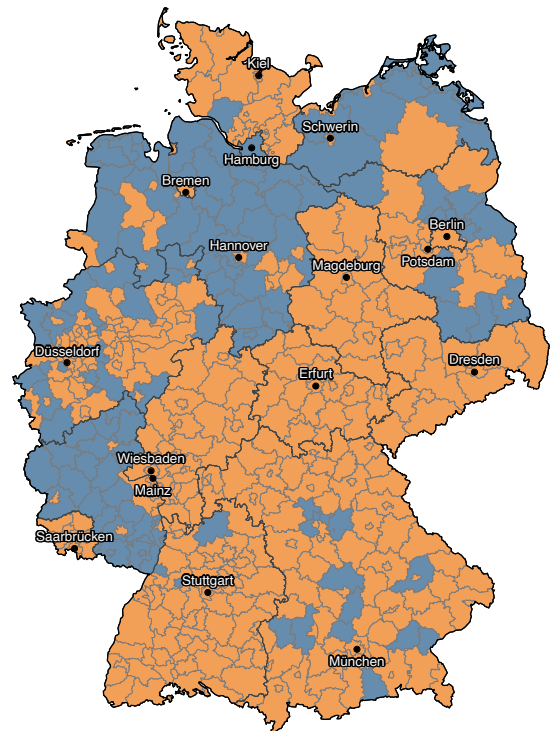 Kiel
Schwerin
Hamburg
Bremen
Berlin
Hannover
Potsdam
Magdeburg
Düsseldorf
Dresden
Erfurt
Wiesbaden
Mainz
Saarbrücken
Stuttgart
München